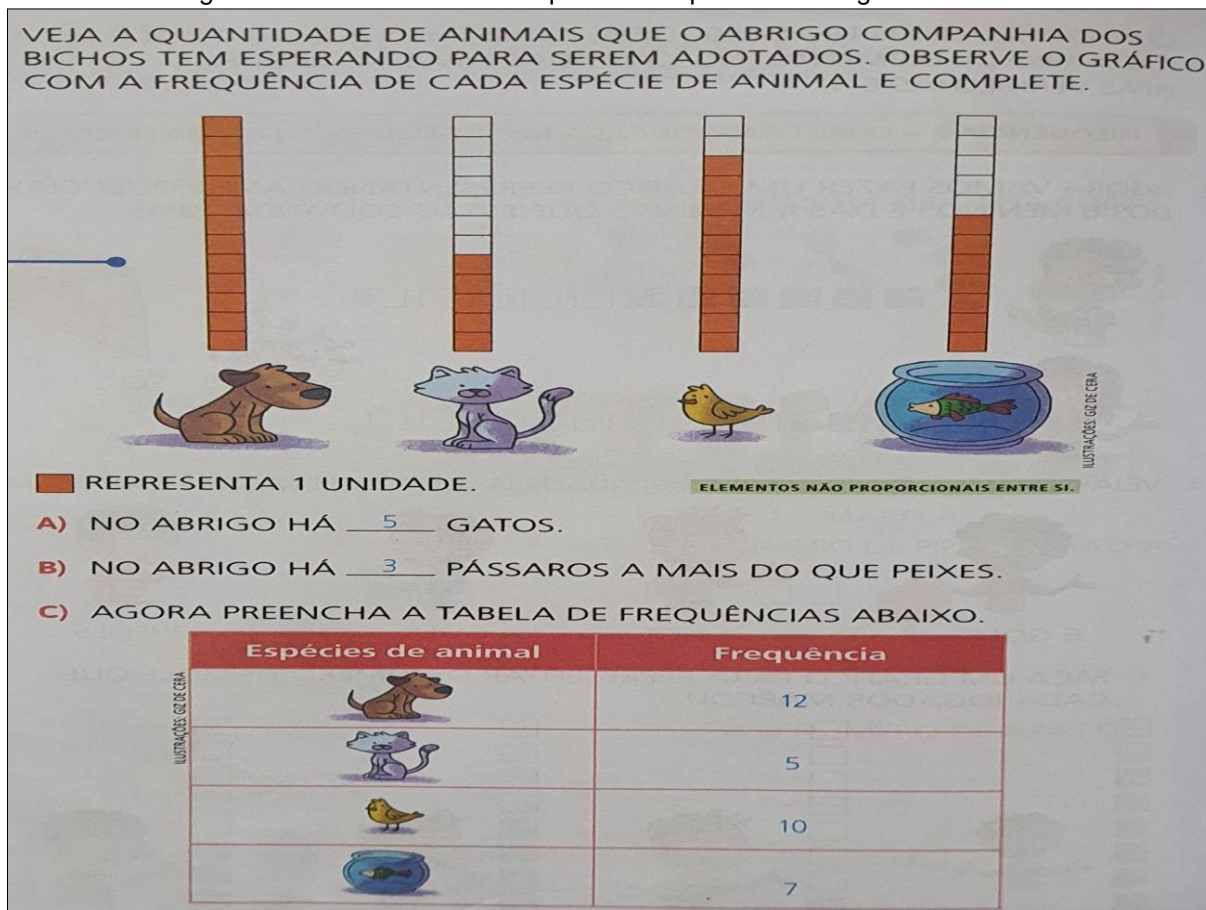 VEJA A QUANTIDADE DE ANIMAIS QUE O ABRIGO COMPANHIA DOS
BICHOS TEM ESPERANDO PARA SEREM ADOTADOS. OBSERVE O GRÁFICO
COM A FREQUÊNCIA DE CADA ESPÉCIE DE ANIMAL E COMPLETE.
ILUSTRAÇÕES: GIZ DE CERA
REPRESENTA 1 UNIDADE.
ELEMENTOS NÃO PROPORCIONAIS ENTRE SI.
A) NO ABRIGO HÁ 5 GATOS.
B) NO ABRIGO HÁ 3 PÁSSAROS A MAIS DO QUE PEIXES.
C) AGORA PREENCHA A TABELA DE FREQUÊNCIAS ABAIXO.
Espécies de animal Frequência
ILUSTRAÇÕES: GIZ DE CERA
12
5
10
7